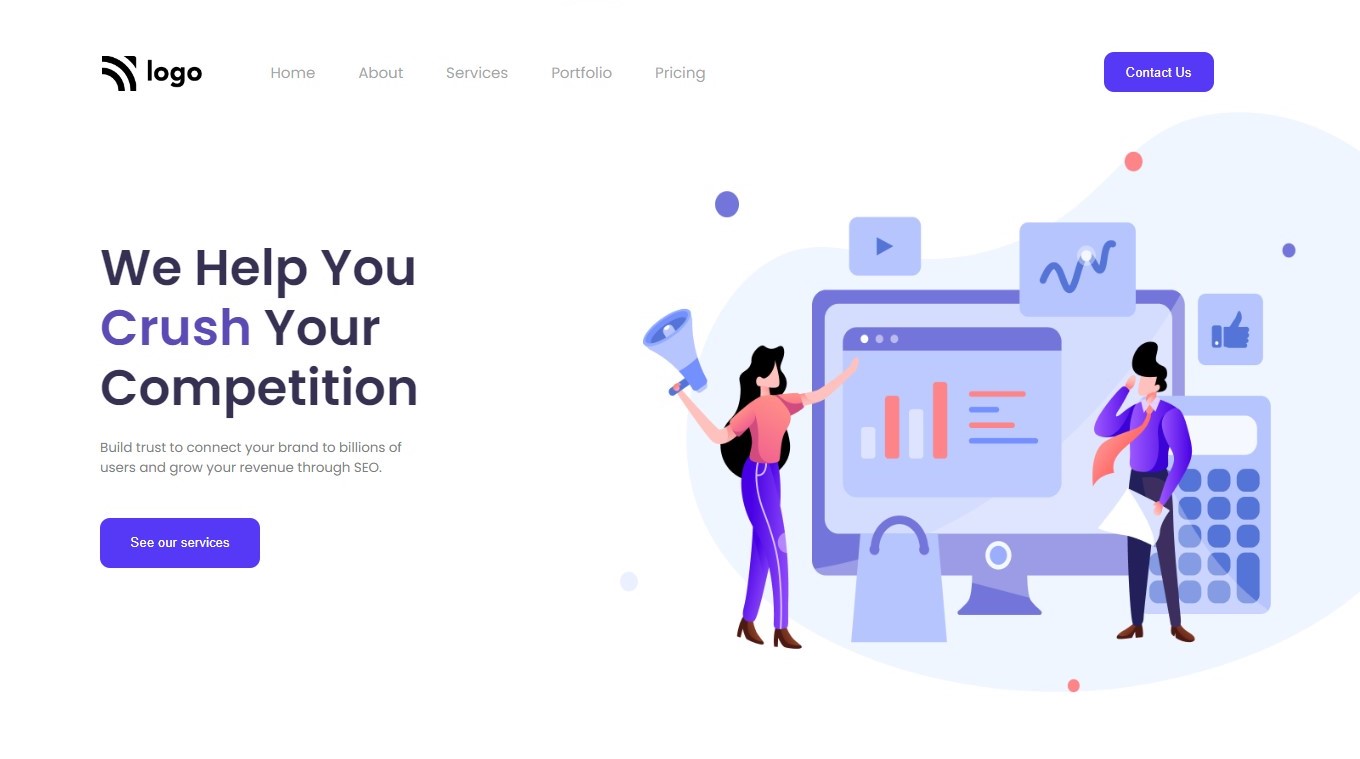 logo
Home About Services Portfolio Pricing
Contact Us
We Help You
Crush Your
Competition
Build trust to connect your brand to billions of
users and grow your revenue through SEO.
See our services